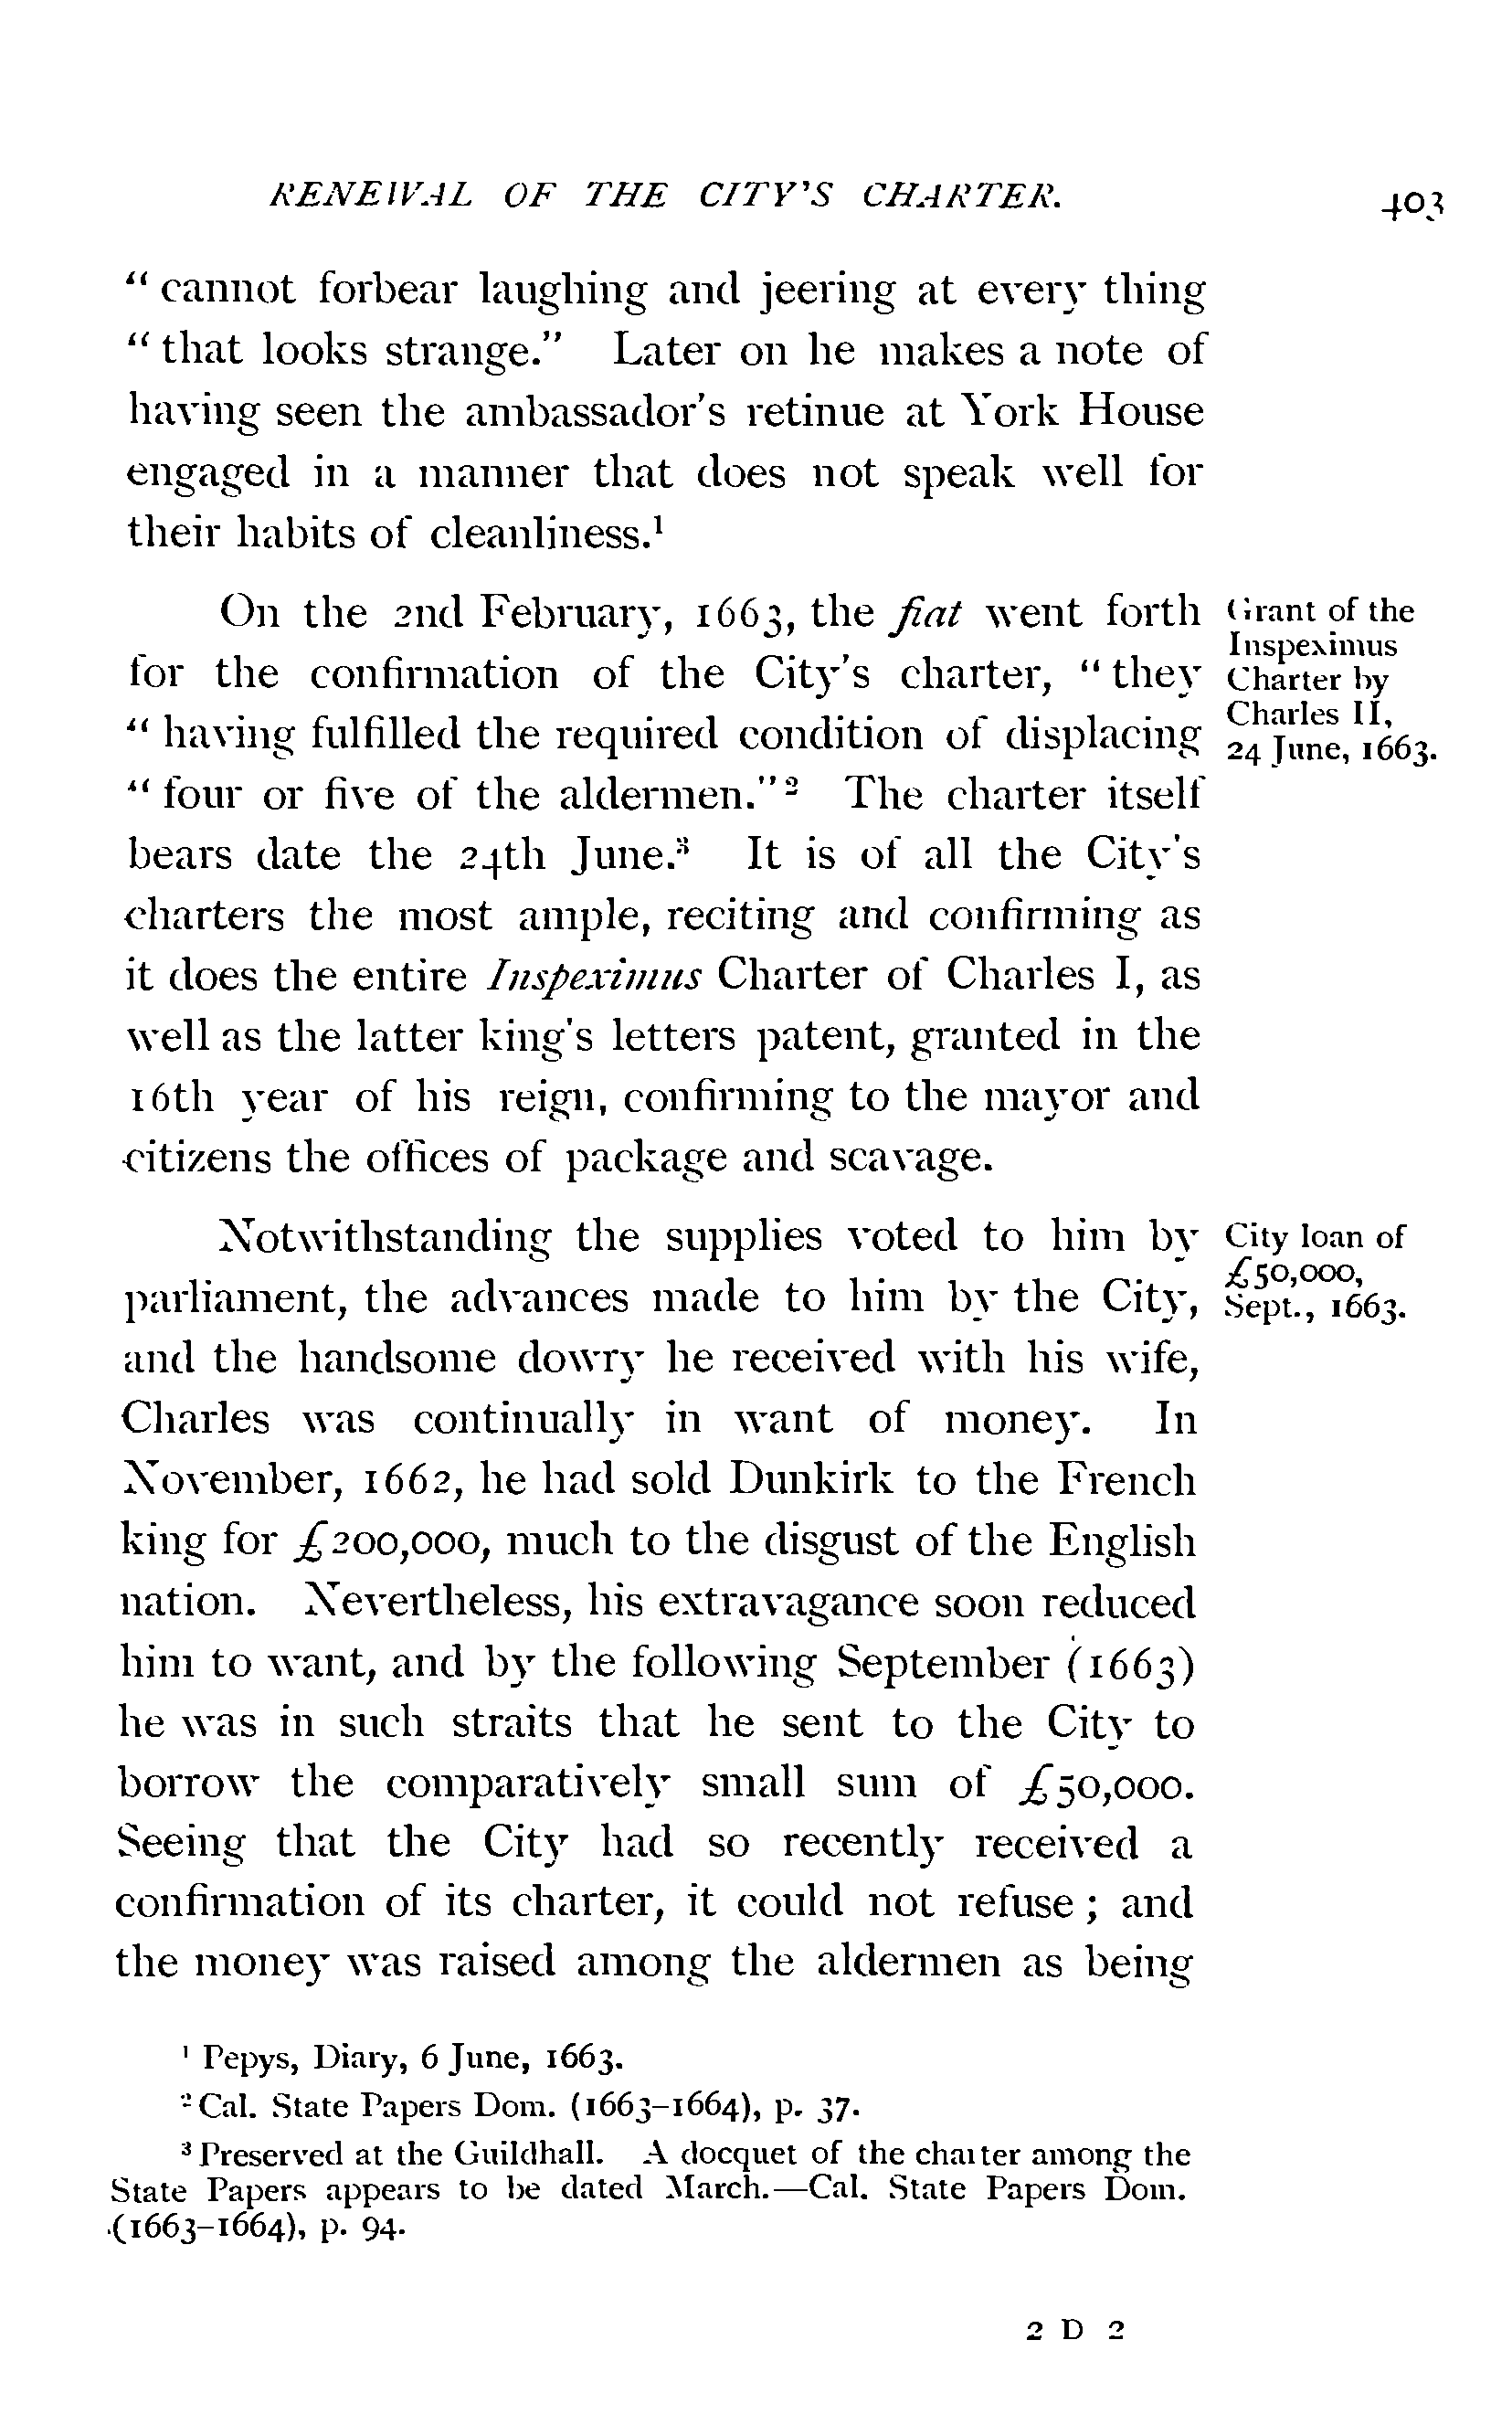 RENEWAL OF THE CITY'S CHARTER. 403
" cannot forbear laughing and jeering at every thing
" that looks strange." Later on he makes a note of
having seen the ambassador's retinue at York House
engaged in a manner that does not speak well for
their habits of cleanliness.¹
On the 2nd February, 1663, the fiat went forth
for the confirmation of the City's charter, " they
" having fulfilled the required condition of displacing
" four or five of the aldermen."² The charter itself
bears date the 24th June.³ It is of all the City's
charters the most ample, reciting and confirming as
it does the entire Inspeximus Charter of Charles I, as
well as the latter king's letters patent, granted in the
16th year of his reign, confirming to the mayor and
citizens the offices of package and scavage.
Grant of the
Inspeximus
Charter by
Charles II,
24 June, 1663.
Notwithstanding the supplies voted to him by
parliament, the advances made to him by the City,
and the handsome dowry he received with his wife,
Charles was continually in want of money. In
November, 1662, he had sold Dunkirk to the French
king for £200,000, much to the disgust of the English
nation. Nevertheless, his extravagance soon reduced
him to want, and by the following September (1663)
he was in such straits that he sent to the City to
borrow the comparatively small sum of £50,000.
Seeing that the City had so recently received a
confirmation of its charter, it could not refuse ; and
the money was raised among the aldermen as being
City loan of
£50,000,
Sept., 1663.
¹ Pepys, Diary, 6 June, 1663.
² Cal. State Papers Dom. (1663-1664), p. 37.
³ Preserved at the Guildhall. A docquet of the charter among the
State Papers appears to be dated March.—Cal. State Papers Dom.
(1663-1664), p. 94.
2 D 2